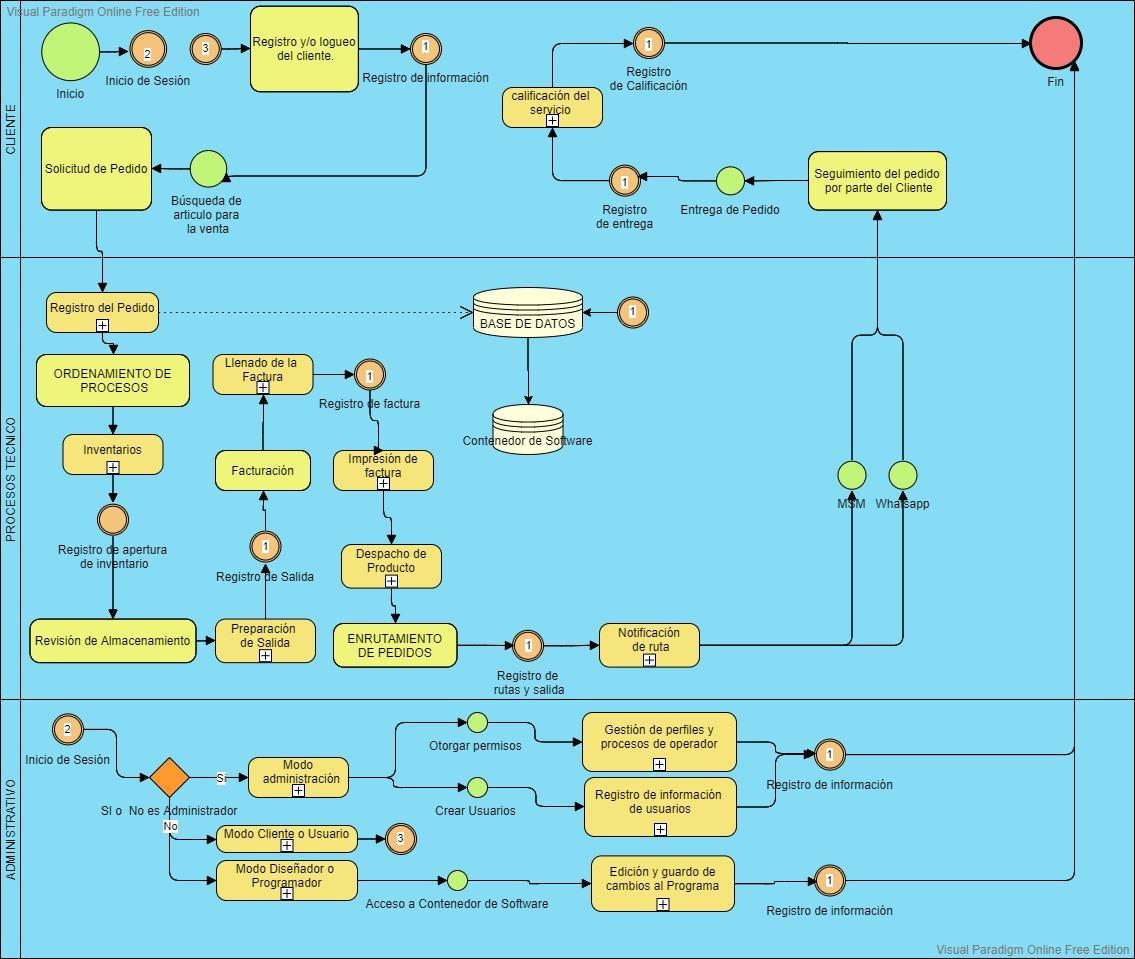 Visual Paradigm Online Free Edition
CLIENTE
Inicio
2
Inicio de Sesión
3
Registro y/o logueo
del cliente.
1
Registro de información
Solicitud de Pedido
Búsqueda de
articulo para
la venta
calificación del
servicio
1
Registro
de Calificación
Fin
1
Registro
de entrega
Entrega de Pedido
Seguimiento del pedido
por parte del Cliente
PROCESOS TECNICO
Registro del Pedido
BASE DE DATOS
1
Contenedor de Software
ORDENAMIENTO DE
PROCESOS
Inventarios
Registro de apertura
de inventario
Revisión de Almacenamiento
Preparación
de Salida
1
Registro de Salida
Facturación
Llenado de la
Factura
1
Registro de factura
Impresión de
factura
Despacho de
Producto
ENRUTAMIENTO
DE PEDIDOS
1
Registro de
rutas y salida
Notificación
de ruta
MSM
Whatsapp
ADMINISTRATIVO
2
Inicio de Sesión
SI o No es Administrador
Si
No
Modo
administración
Otorgar permisos
Crear Usuarios
Gestión de perfiles y
procesos de operador
Registro de información
de usuarios
1
Registro de información
Modo Cliente o Usuario
3
Modo Diseñador o
Programador
Acceso a Contenedor de Software
Edición y guardo de
cambios al Programa
1
Registro de información
Visual Paradigm Online Free Edition